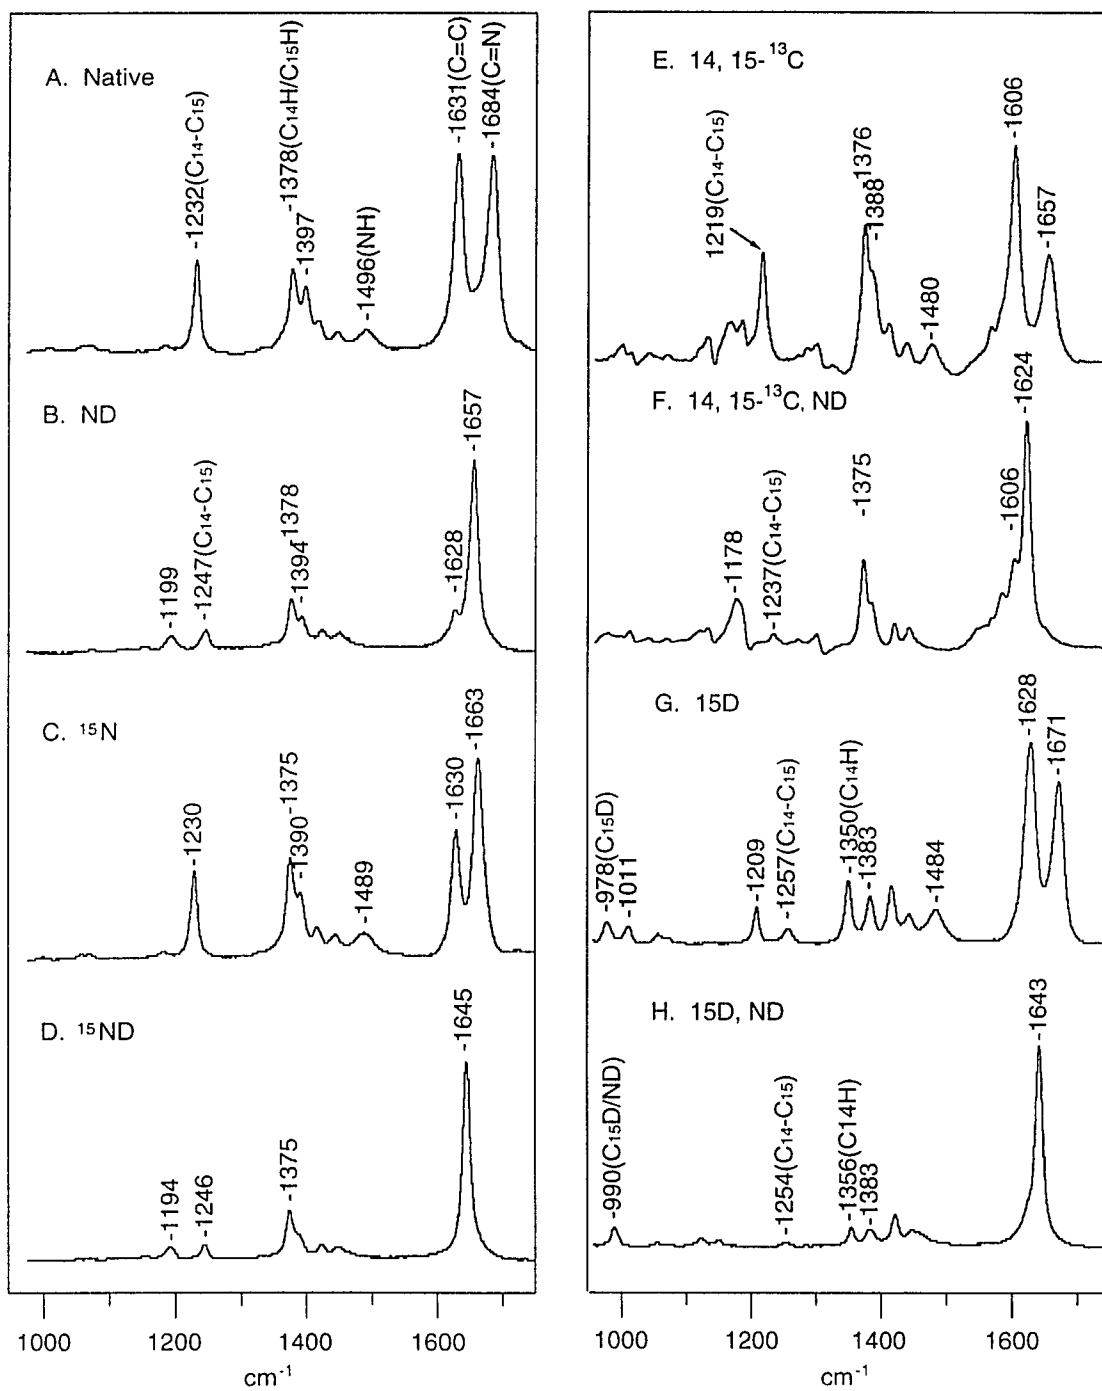 A. Native
-1232(C14-C15)
-1378(C14H/C15H)
-1397
-1496(NH)
-1631(C=C)
-1684(C=N)
B. ND
-1199
-1247(C14-C15)
-1378
-1394
-1628
-1657
C. 15N
-1230
-1375
-1390
-1489
-1630
-1663
D. 15ND
-1194
-1246
-1375
-1645
1000 1200 1400 1600
cm-1
E. 14, 15-13C
1219(C14-C15)
-1376
-1388
-1480
-1606
-1657
F. 14, 15-13C, ND
-1178
-1237(C14-C15)
-1375
-1606
-1624
G. 15D
-978(C15D)
-1011
-1209
-1257(C14-C15)
-1350(C14H)
-1383
-1484
-1628
-1671
H. 15D, ND
-990(C15D/ND)
-1254(C14-C15)
-1356(C14H)
-1383
-1643
1000 1200 1400 1600
cm-1